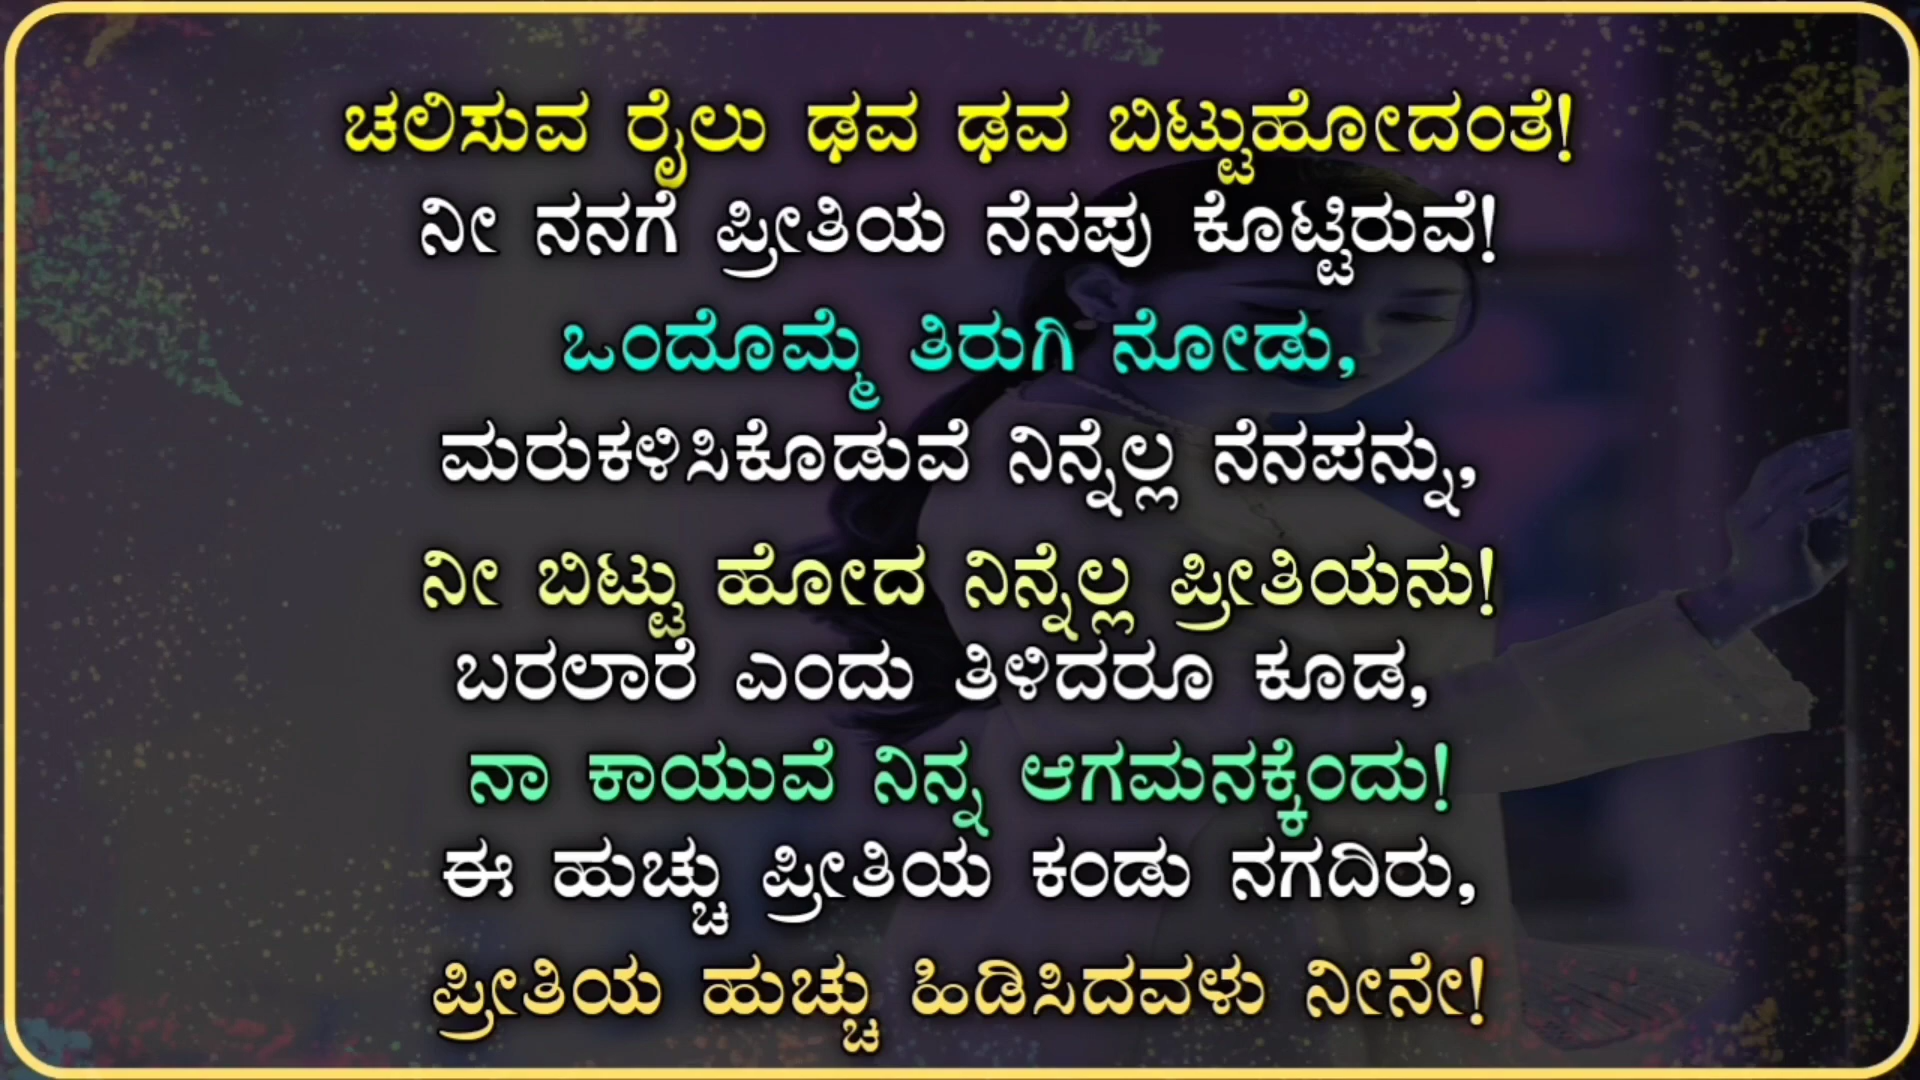 ಚಲಿಸುವ ರೈಲು ಢವ ಢವ ಬಿಟ್ಟುಹೋದಂತೆ!
ನೀ ನನಗೆ ಪ್ರೀತಿಯ ನೆನಪು ಕೊಟ್ಟಿರುವೆ!
ಒಂದೊಮ್ಮೆ ತಿರುಗಿ ನೋಡು,
ಮರುಕಳಿಸಿಕೊಡುವೆ ನಿನ್ನೆಲ್ಲ ನೆನಪನ್ನು,
ನೀ ಬಿಟ್ಟು ಹೋದ ನಿನ್ನೆಲ್ಲ ಪ್ರೀತಿಯನು!
ಬರಲಾರೆ ಎಂದು ತಿಳಿದರೂ ಕೂಡ,
ನಾ ಕಾಯುವೆ ನಿನ್ನ ಆಗಮನಕ್ಕೆಂದು!
ಈ ಹುಚ್ಚು ಪ್ರೀತಿಯ ಕಂಡು ನಗದಿರು,
ಪ್ರೀತಿಯ ಹುಚ್ಚು ಹಿಡಿಸಿದವಳು ನೀನೇ!